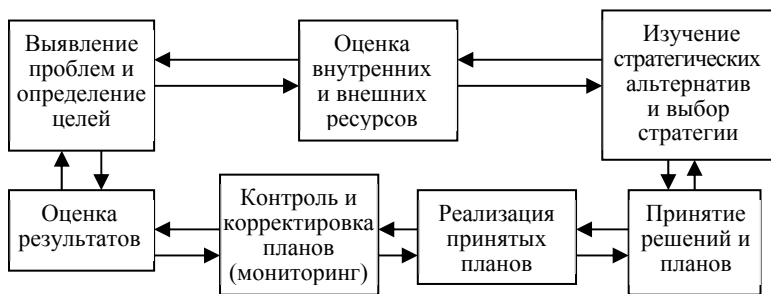 Выявление
проблем и
определение
целей
Оценка
внутренних
и внешних
ресурсов
Изучение
стратегических
альтернатив
и выбор
стратегии
Оценка
результатов
Контроль и
корректировка
планов
(мониторинг)
Реализация
принятых
планов
Принятие
решений и
планов